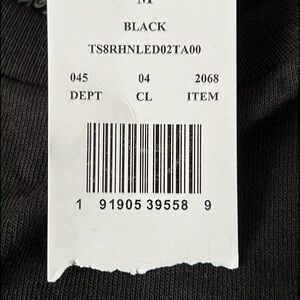 M
BLACK
TS8RHNLED02TA00
045 04 2068
DEPT CL ITEM
1 91905 39558 9